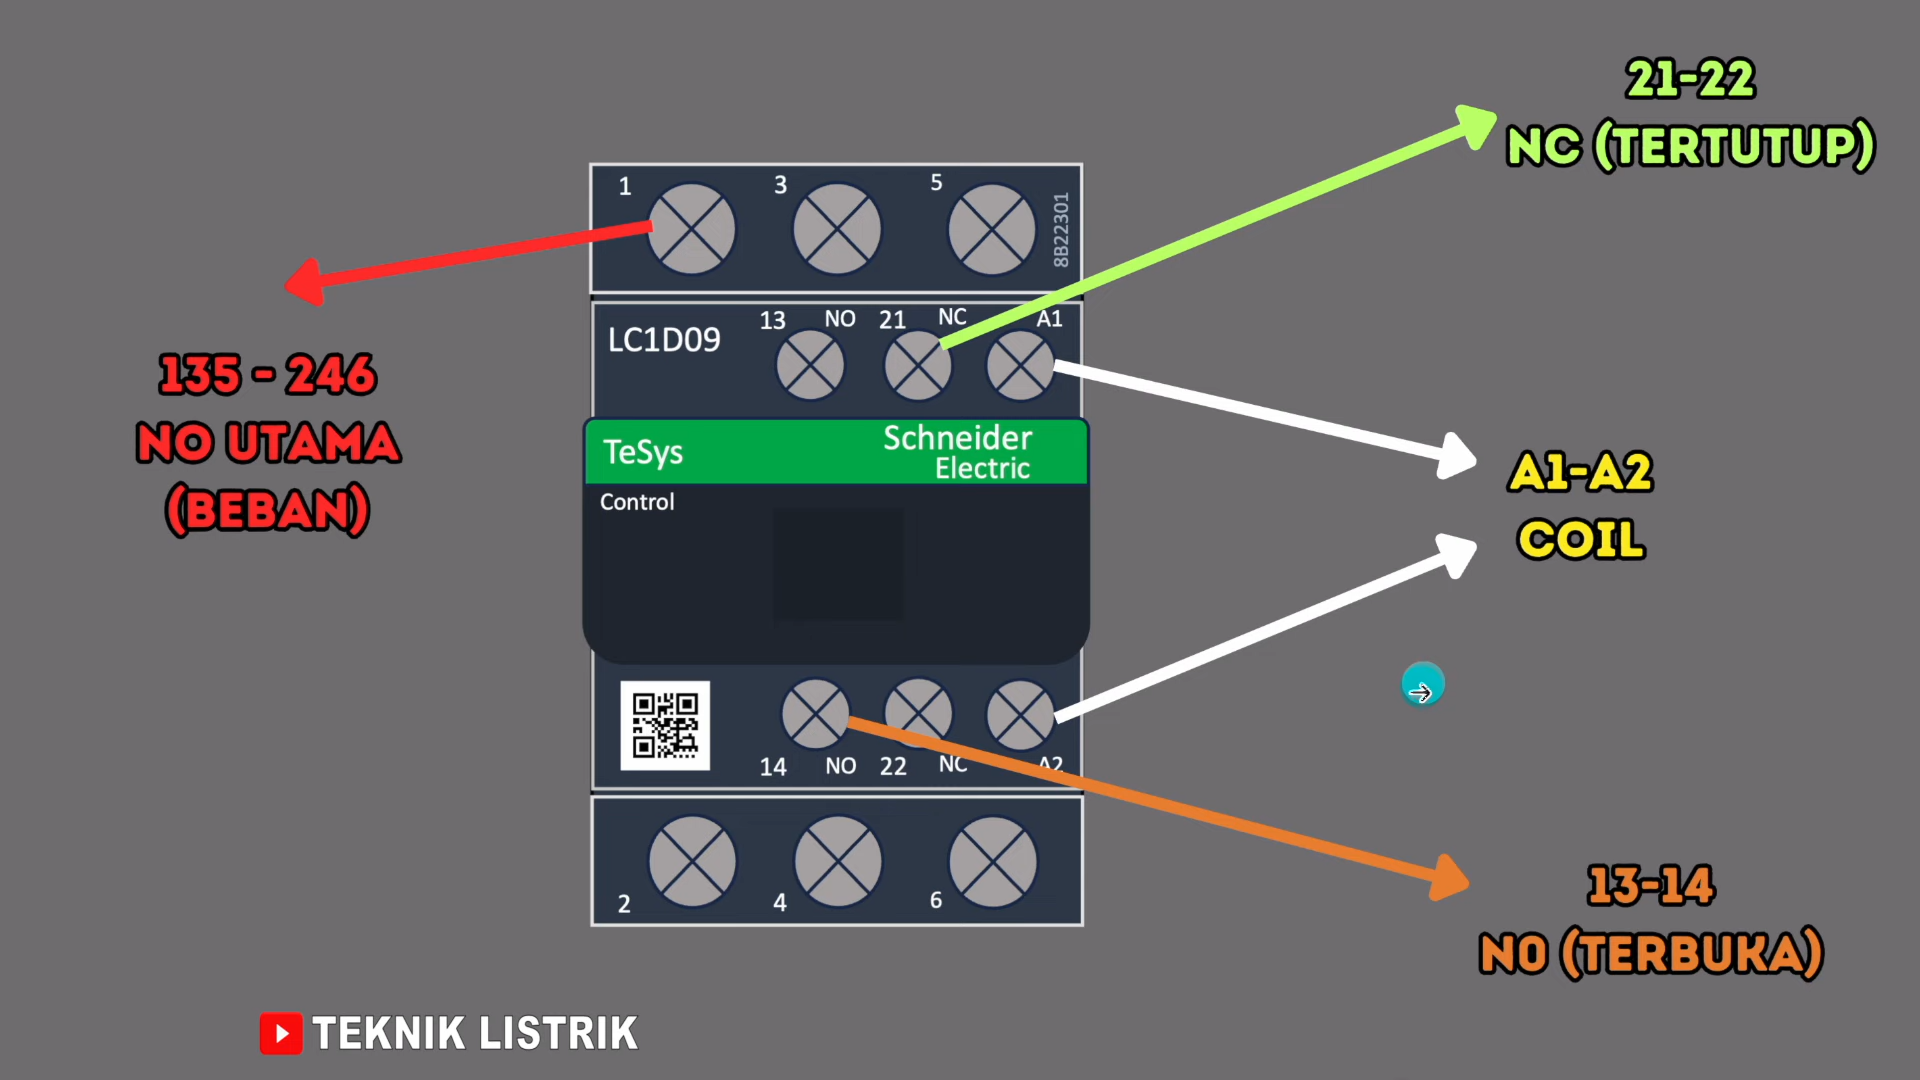 21-22
NC (TERTUTUP)
1 3 5
8B22301
135 - 246
NO UTAMA
(BEBAN)
13 NO 21 NC A1
LC1D09
TeSys
Schneider
Electric
Control
A1-A2
COIL
14 NO 22 NC A2
2 4 6
13-14
NO (TERBUKA)
TEKNIK LISTRIK